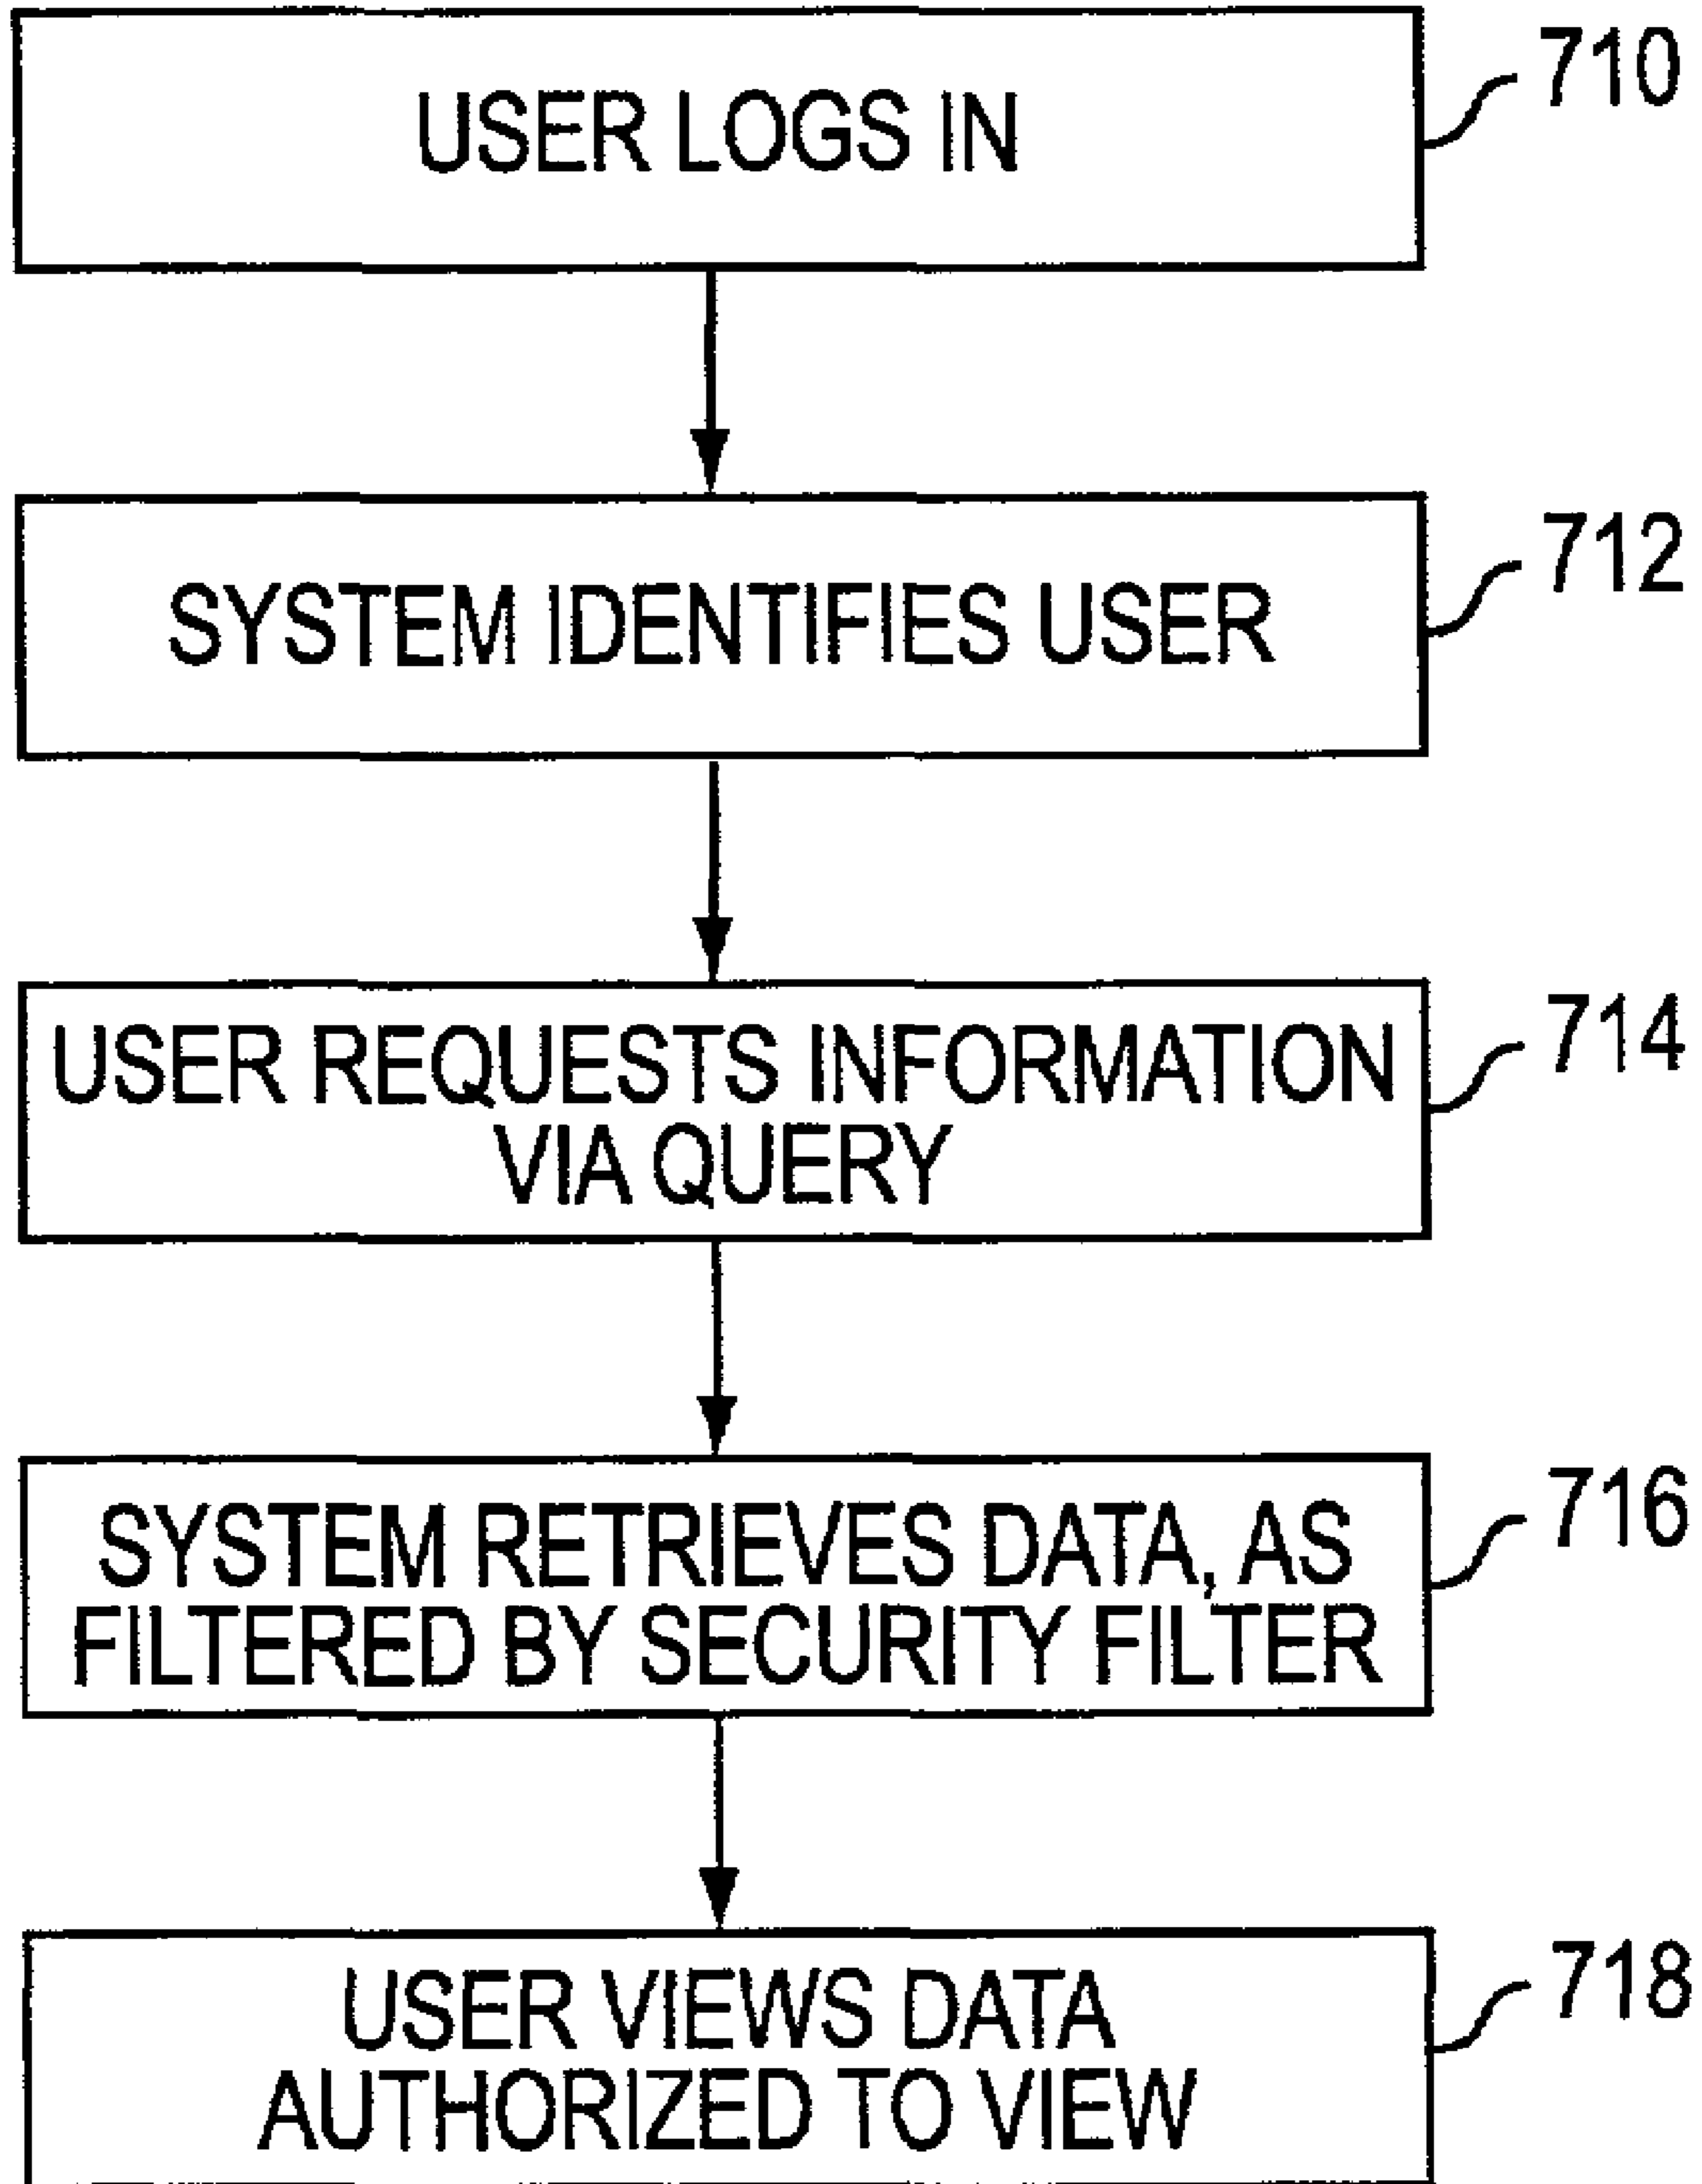 USER LOGS IN
710
SYSTEM IDENTIFIES USER
712
USER REQUESTS INFORMATION
VIA QUERY
714
SYSTEM RETRIEVES DATA, AS
FILTERED BY SECURITY FILTER
716
USER VIEWS DATA
AUTHORIZED TO VIEW
718